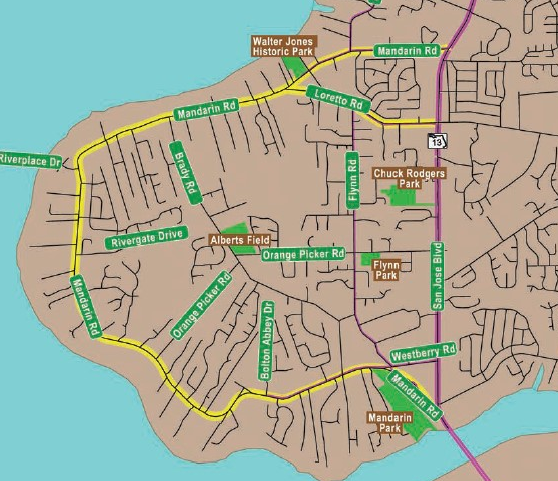 Walter Jones
Historic Park
Mandarin Rd
Loretto Rd
Mandarin Rd
13
Riverplace Dr
Brady Rd
Flynn Rd
Chuck Rodgers
Park
Rivergate Drive
Alberts Field
Orange Picker Rd
Flynn
Park
San Jose Blvd
Mandarin Rd
Orange Picker Rd
Bolton Abbey Dr
Westberry Rd
Mandarin Rd
Mandarin
Park